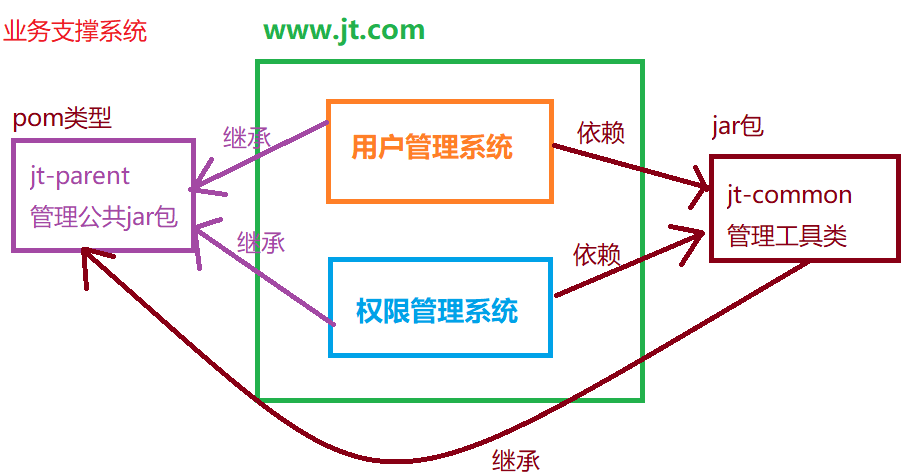 业务支撑系统
www.jt.com
pom类型
jt-parent
管理公共jar包
继承
用户管理系统
依赖
jar包
jt-common
管理工具类
继承
权限管理系统
依赖
继承